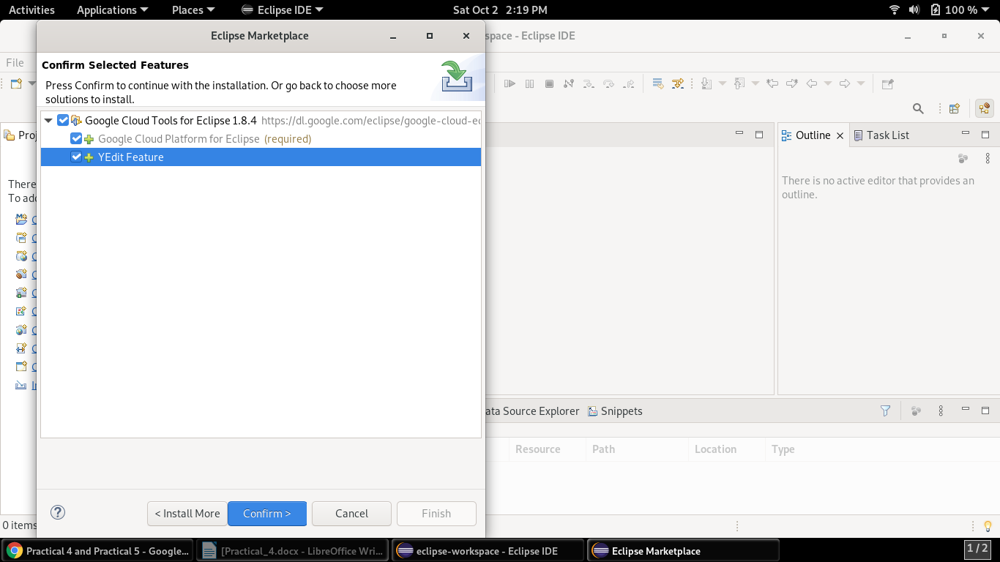 Activities Applications Places Eclipse IDE Sat Oct 2 2:19 PM 100 %
Eclipse Marketplace
space - Eclipse IDE
File
Confirm Selected Features
Press Confirm to continue with the installation. Or go back to choose more
solutions to install.
Google Cloud Tools for Eclipse 1.8.4 https://dl.google.com/eclipse/google-cloud-ec
Google Cloud Platform for Eclipse (required)
YEdit Feature
Proj
There
To add
Outline Task List
There is no active editor that provides an
outline.
ata Source Explorer Snippets
Resource Path Location Type
? < Install More Confirm > Cancel Finish
0 items
Practical 4 and Practical 5 - Google... [Practical_4.docx - LibreOffice Wri... eclipse-workspace - Eclipse IDE Eclipse Marketplace 1 / 2